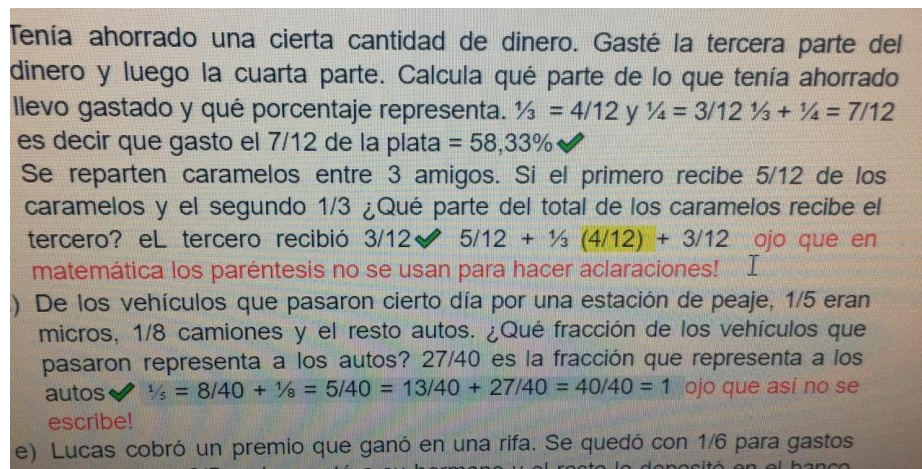 Tenía ahorrado una cierta cantidad de dinero. Gasté la tercera parte del
dinero y luego la cuarta parte. Calcula qué parte de lo que tenía ahorrado
llevo gastado y qué porcentaje representa. ⅓ = 4/12 y ¼ = 3/12 ⅓ + ¼ = 7/12
es decir que gasto el 7/12 de la plata = 58,33%✔
Se reparten caramelos entre 3 amigos. Si el primero recibe 5/12 de los
caramelos y el segundo 1/3 ¿Qué parte del total de los caramelos recibe el
tercero? eL tercero recibió 3/12✔ 5/12 + ⅓ (4/12) + 3/12 ojo que en
matemática los paréntesis no se usan para hacer aclaraciones!
) De los vehículos que pasaron cierto día por una estación de peaje, 1/5 eran
micros, 1/8 camiones y el resto autos. ¿Qué fracción de los vehículos que
pasaron representa a los autos? 27/40 es la fracción que representa a los
autos✔ ⅕ = 8/40 + ⅛ = 5/40 = 13/40 + 27/40 = 40/40 = 1 ojo que así no se
escribe!
e) Lucas cobró un premio que ganó en una rifa. Se quedó con 1/6 para gastos
hermano y el resto lo depositó en el banco